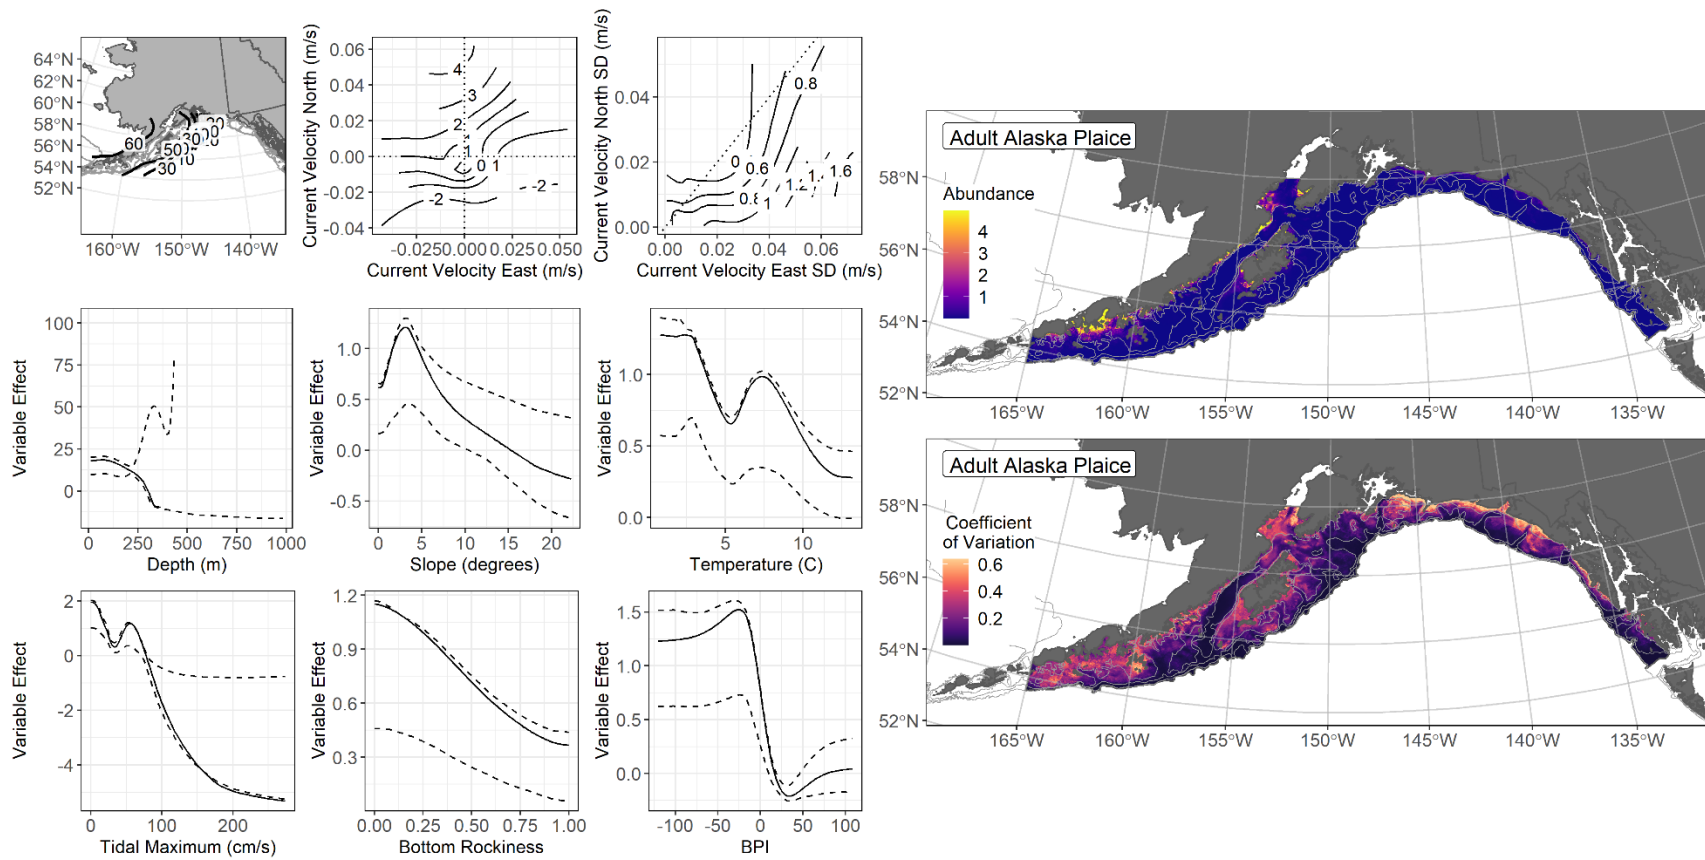 64°N
62°N
60°N
58°N
56°N
54°N
52°N
60
50
30
30
160°W
150°W
140°W
Current Velocity North (m/s)
0.06
0.04
0.02
0.00
-0.02
-0.04
4
3
2
1
0
1
-2
-2
-0.025
0.000
0.025
0.050
Current Velocity East (m/s)
Current Velocity North SD (m/s)
0.04
0.02
0.00
0.8
0
0.6
0.8
1
1.6
0.00
0.02
0.04
0.06
Current Velocity East SD (m/s)
Variable Effect
100
75
50
25
0
0
250
500
750
1000
Depth (m)
Variable Effect
1.0
0.5
0.0
-0.5
0
5
10
15
20
Slope (degrees)
Variable Effect
1.0
0.5
0.0
5
10
Temperature (C)
Variable Effect
2
0
-2
-4
0
100
200
Tidal Maximum (cm/s)
Variable Effect
1.2
0.9
0.6
0.3
0.00
0.25
0.50
0.75
1.00
Bottom Rockiness
Variable Effect
1.5
1.0
0.5
0.0
-100
-50
0
50
100
BPI
Adult Alaska Plaice
Abundance
4
3
2
1
58°N
56°N
54°N
52°N
165°W
160°W
155°W
150°W
145°W
140°W
135°W
Adult Alaska Plaice
Coefficient
of Variation
0.6
0.4
0.2
58°N
56°N
54°N
52°N
165°W
160°W
155°W
150°W
145°W
140°W
135°W